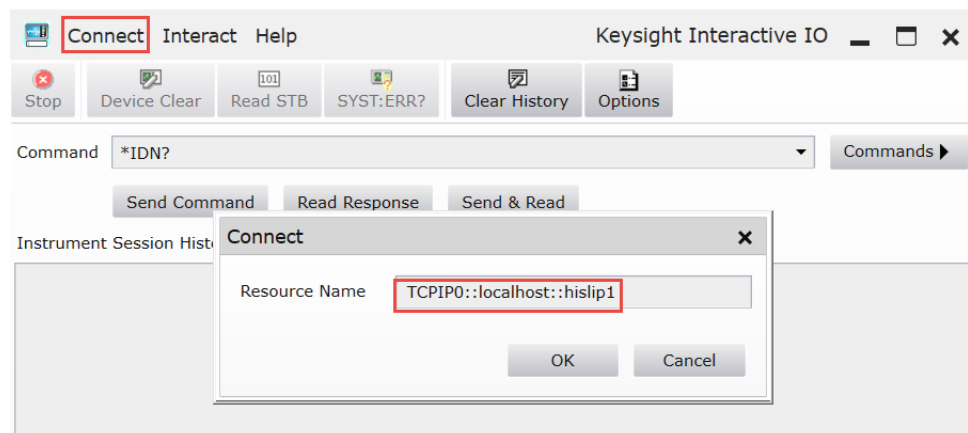 Connect Interact Help Keysight Interactive IO
Stop Device Clear Read STB SYST:ERR? Clear History Options
Command *IDN? Commands
Send Command Read Response Send & Read
Instrument Session Histo
Connect
Resource Name TCPIP0::localhost::hislip1
OK Cancel